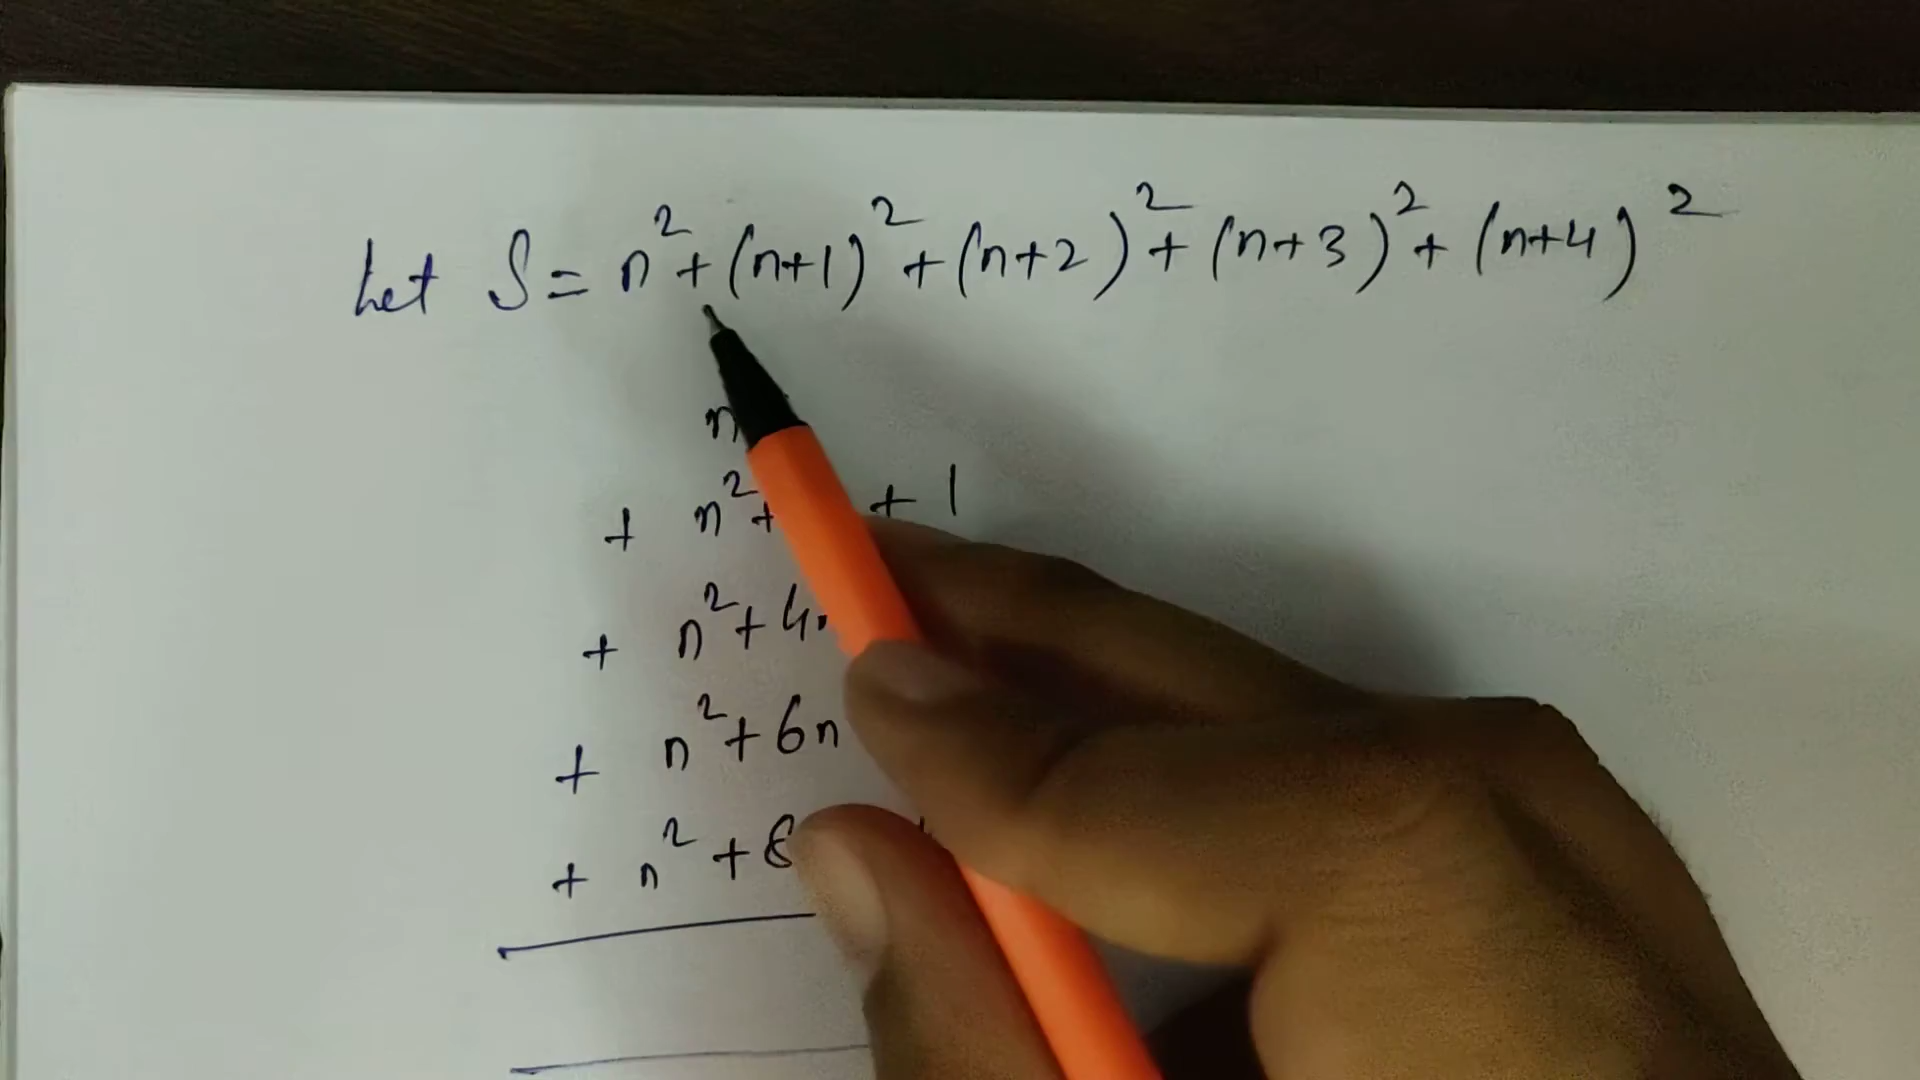 Let S = n² + (n+1)² + (n+2)² + (n+3)² + (n+4)²
n
+ n² + + 1
+ n² + 4
+ n² + 6n
+ n² + 8